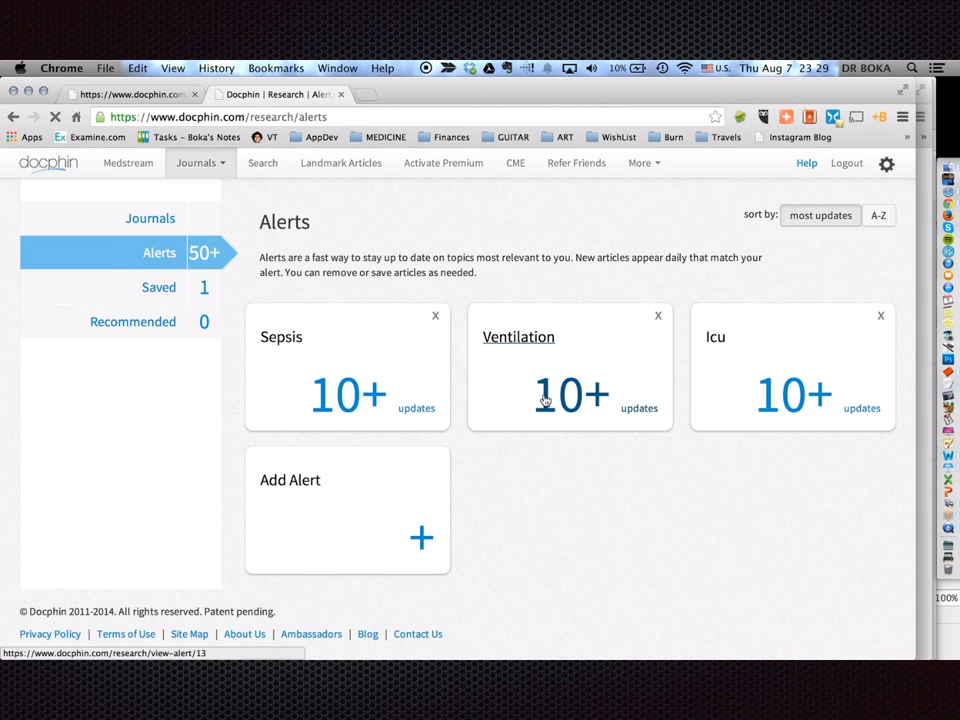 Chrome File Edit View History Bookmarks Window Help 10% U.S. Thu Aug 7 23 29 DR BOKA
https://www.docphin.com × Docphin | Research | Alert ×
https://www.docphin.com/research/alerts
Apps Examine.com Tasks - Boka's Notes VT AppDev MEDICINE Finances GUITAR ART WishList Burn Travels Instagram Blog »
docphin Medstream Journals Search Landmark Articles Activate Premium CME Refer Friends More Help Logout
Journals
Alerts 50+
Saved 1
Recommended 0
Alerts
sort by: most updates A-Z
Alerts are a fast way to stay up to date on topics most relevant to you. New articles appear daily that match your
alert. You can remove or save articles as needed.
X X X
Sepsis Ventilation Icu
10+ updates 10+ updates 10+ updates
Add Alert
+
© Docphin 2011-2014. All rights reserved. Patent pending.
Privacy Policy | Terms of Use | Site Map | About Us | Ambassadors | Blog | Contact Us
https://www.docphin.com/research/view-alert/13
100%